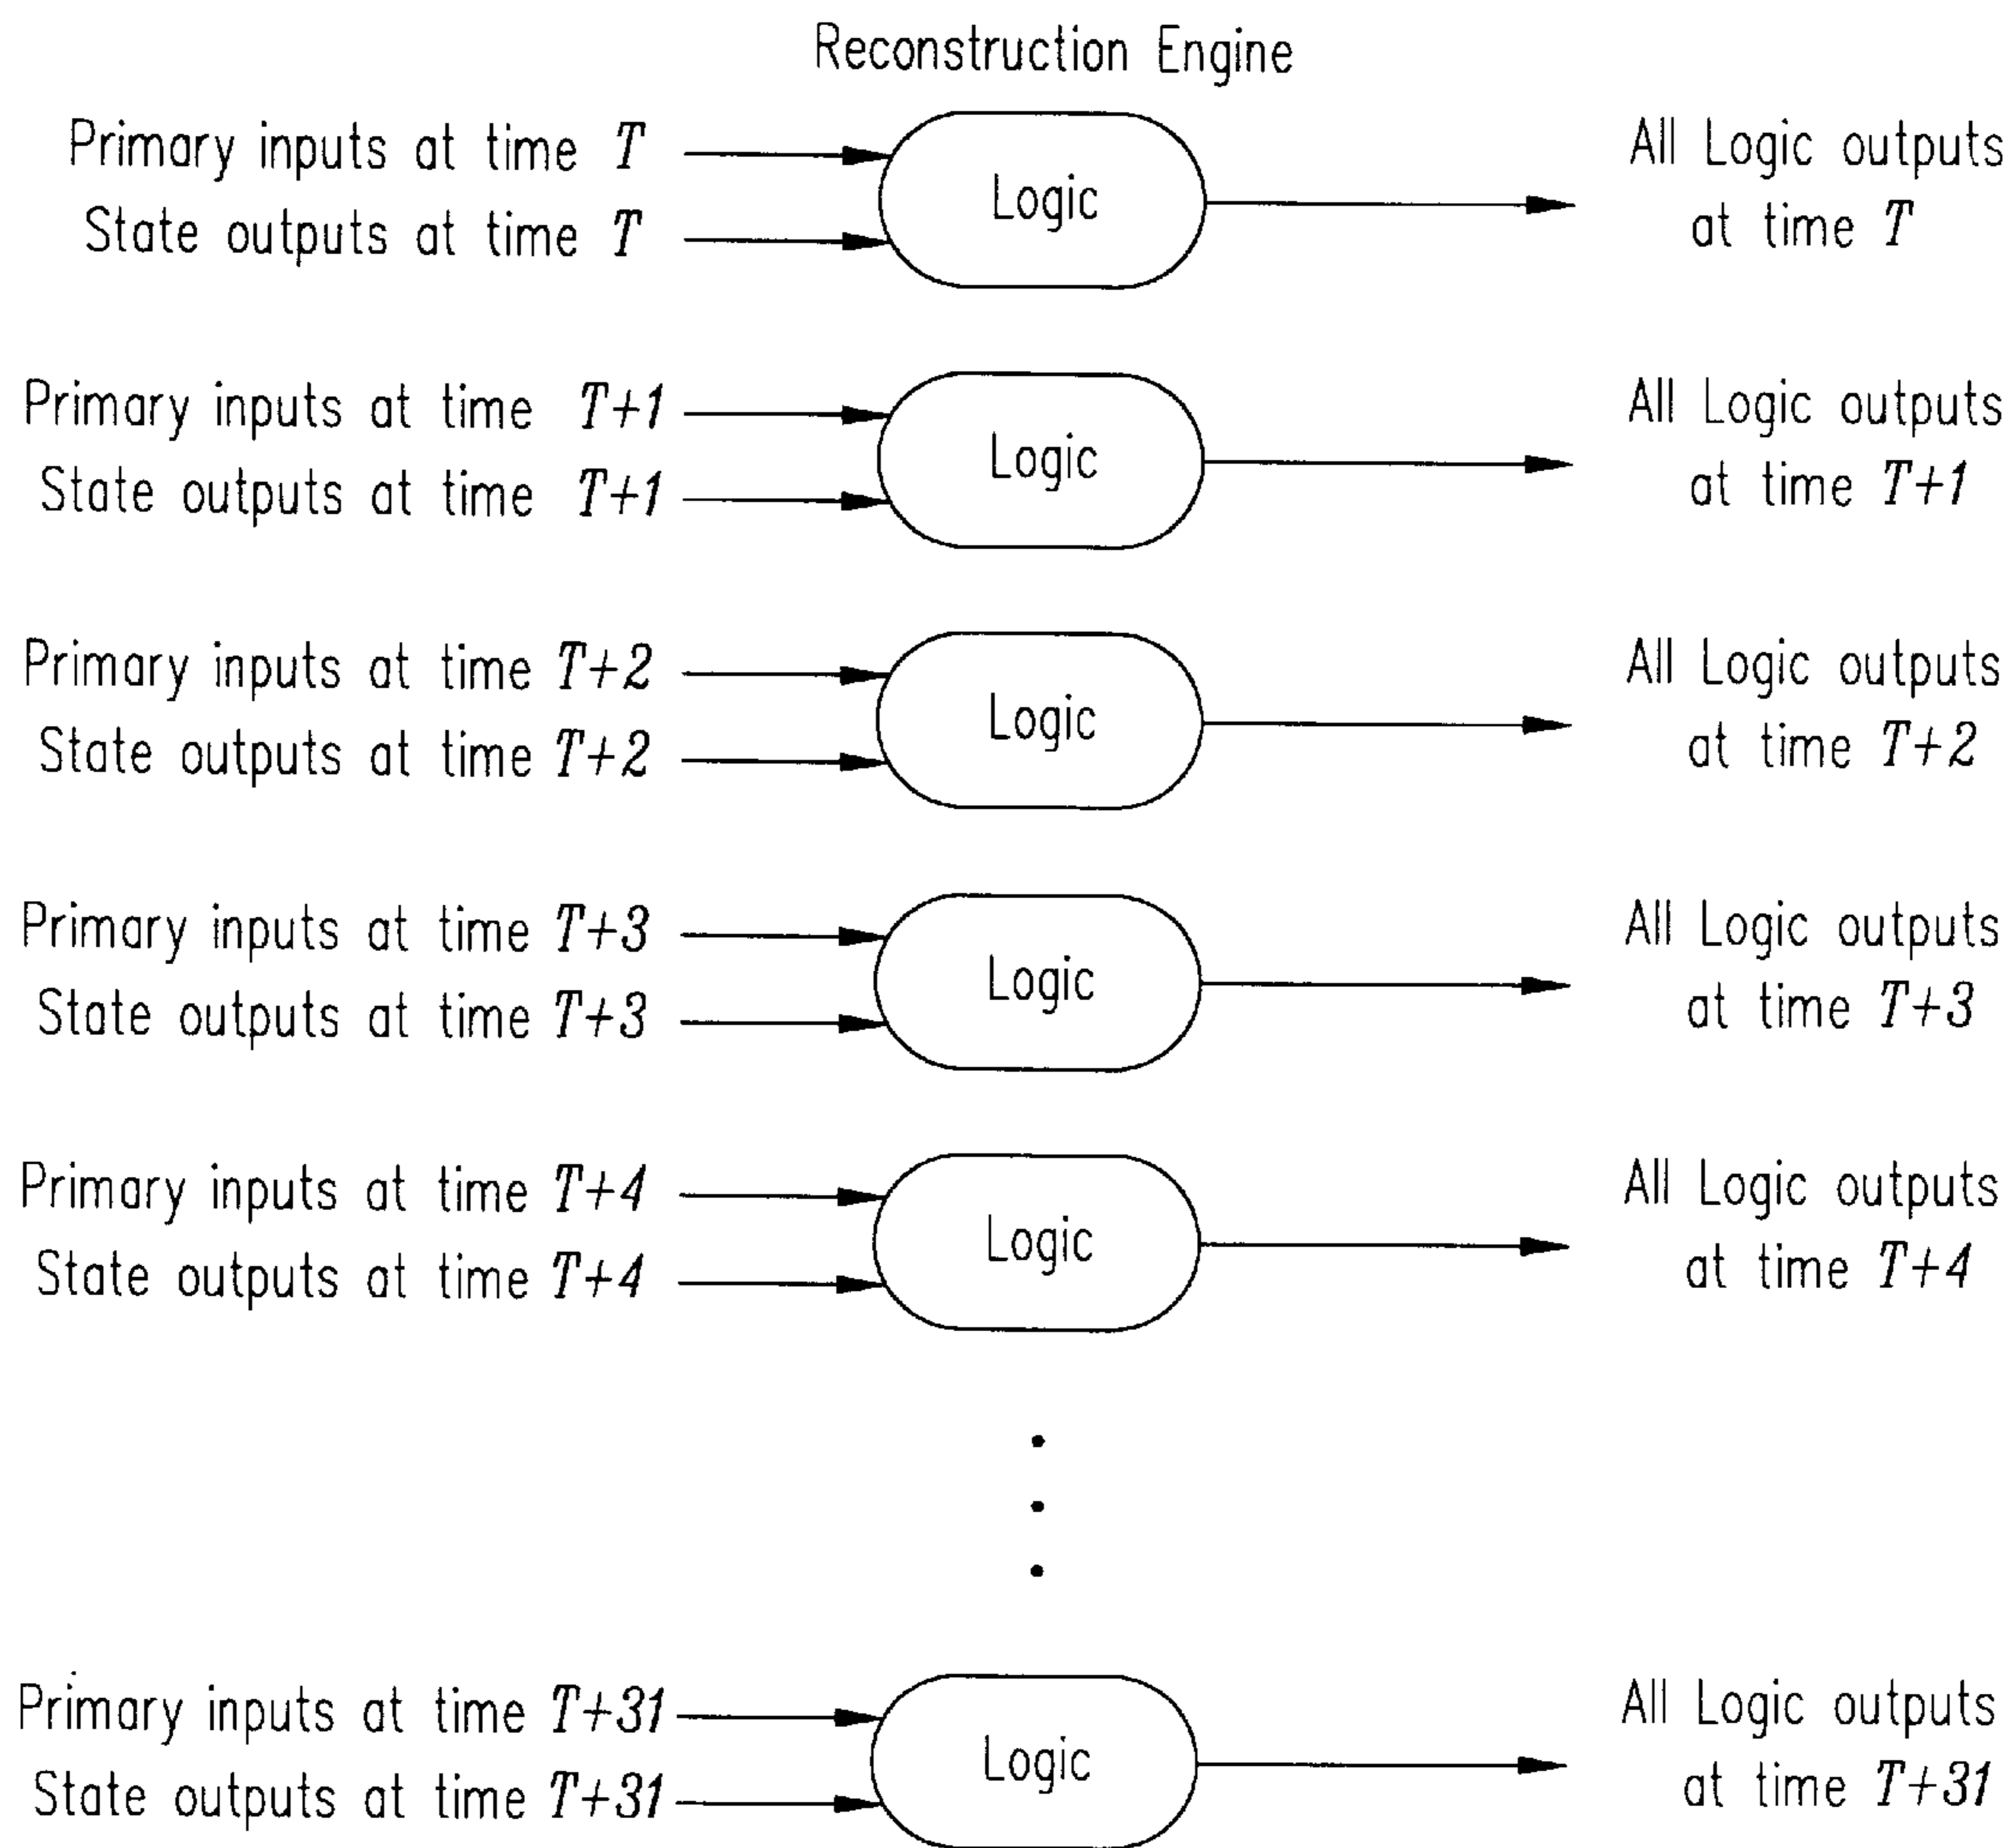 Reconstruction Engine
Primary inputs at time T
State outputs at time T
Logic
All Logic outputs
at time T
Primary inputs at time T+1
State outputs at time T+1
Logic
All Logic outputs
at time T+1
Primary inputs at time T+2
State outputs at time T+2
Logic
All Logic outputs
at time T+2
Primary inputs at time T+3
State outputs at time T+3
Logic
All Logic outputs
at time T+3
Primary inputs at time T+4
State outputs at time T+4
Logic
All Logic outputs
at time T+4
Primary inputs at time T+31
State outputs at time T+31
Logic
All Logic outputs
at time T+31